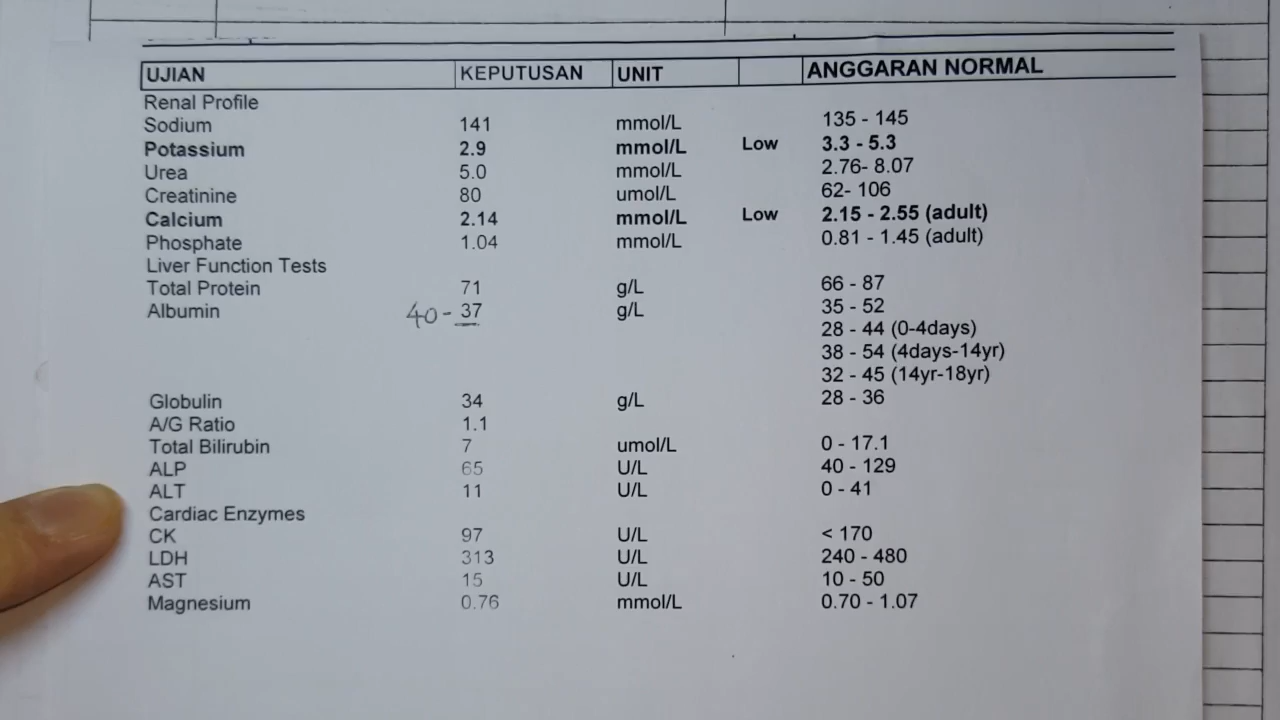 UJIAN KEPUTUSAN UNIT ANGGARAN NORMAL
Renal Profile
Sodium 141 mmol/L 135 - 145
Potassium 2.9 mmol/L Low 3.3 - 5.3
Urea 5.0 mmol/L 2.76- 8.07
Creatinine 80 umol/L 62- 106
Calcium 2.14 mmol/L Low 2.15 - 2.55 (adult)
Phosphate 1.04 mmol/L 0.81 - 1.45 (adult)
Liver Function Tests
Total Protein 71 g/L 66 - 87
Albumin 40 - 37 g/L 35 - 52
28 - 44 (0-4days)
38 - 54 (4days-14yr)
32 - 45 (14yr-18yr)
Globulin 34 g/L 28 - 36
A/G Ratio 1.1
Total Bilirubin 7 umol/L 0 - 17.1
ALP 65 U/L 40 - 129
ALT 11 U/L 0 - 41
Cardiac Enzymes
CK 97 U/L < 170
LDH 313 U/L 240 - 480
AST 15 U/L 10 - 50
Magnesium 0.76 mmol/L 0.70 - 1.07